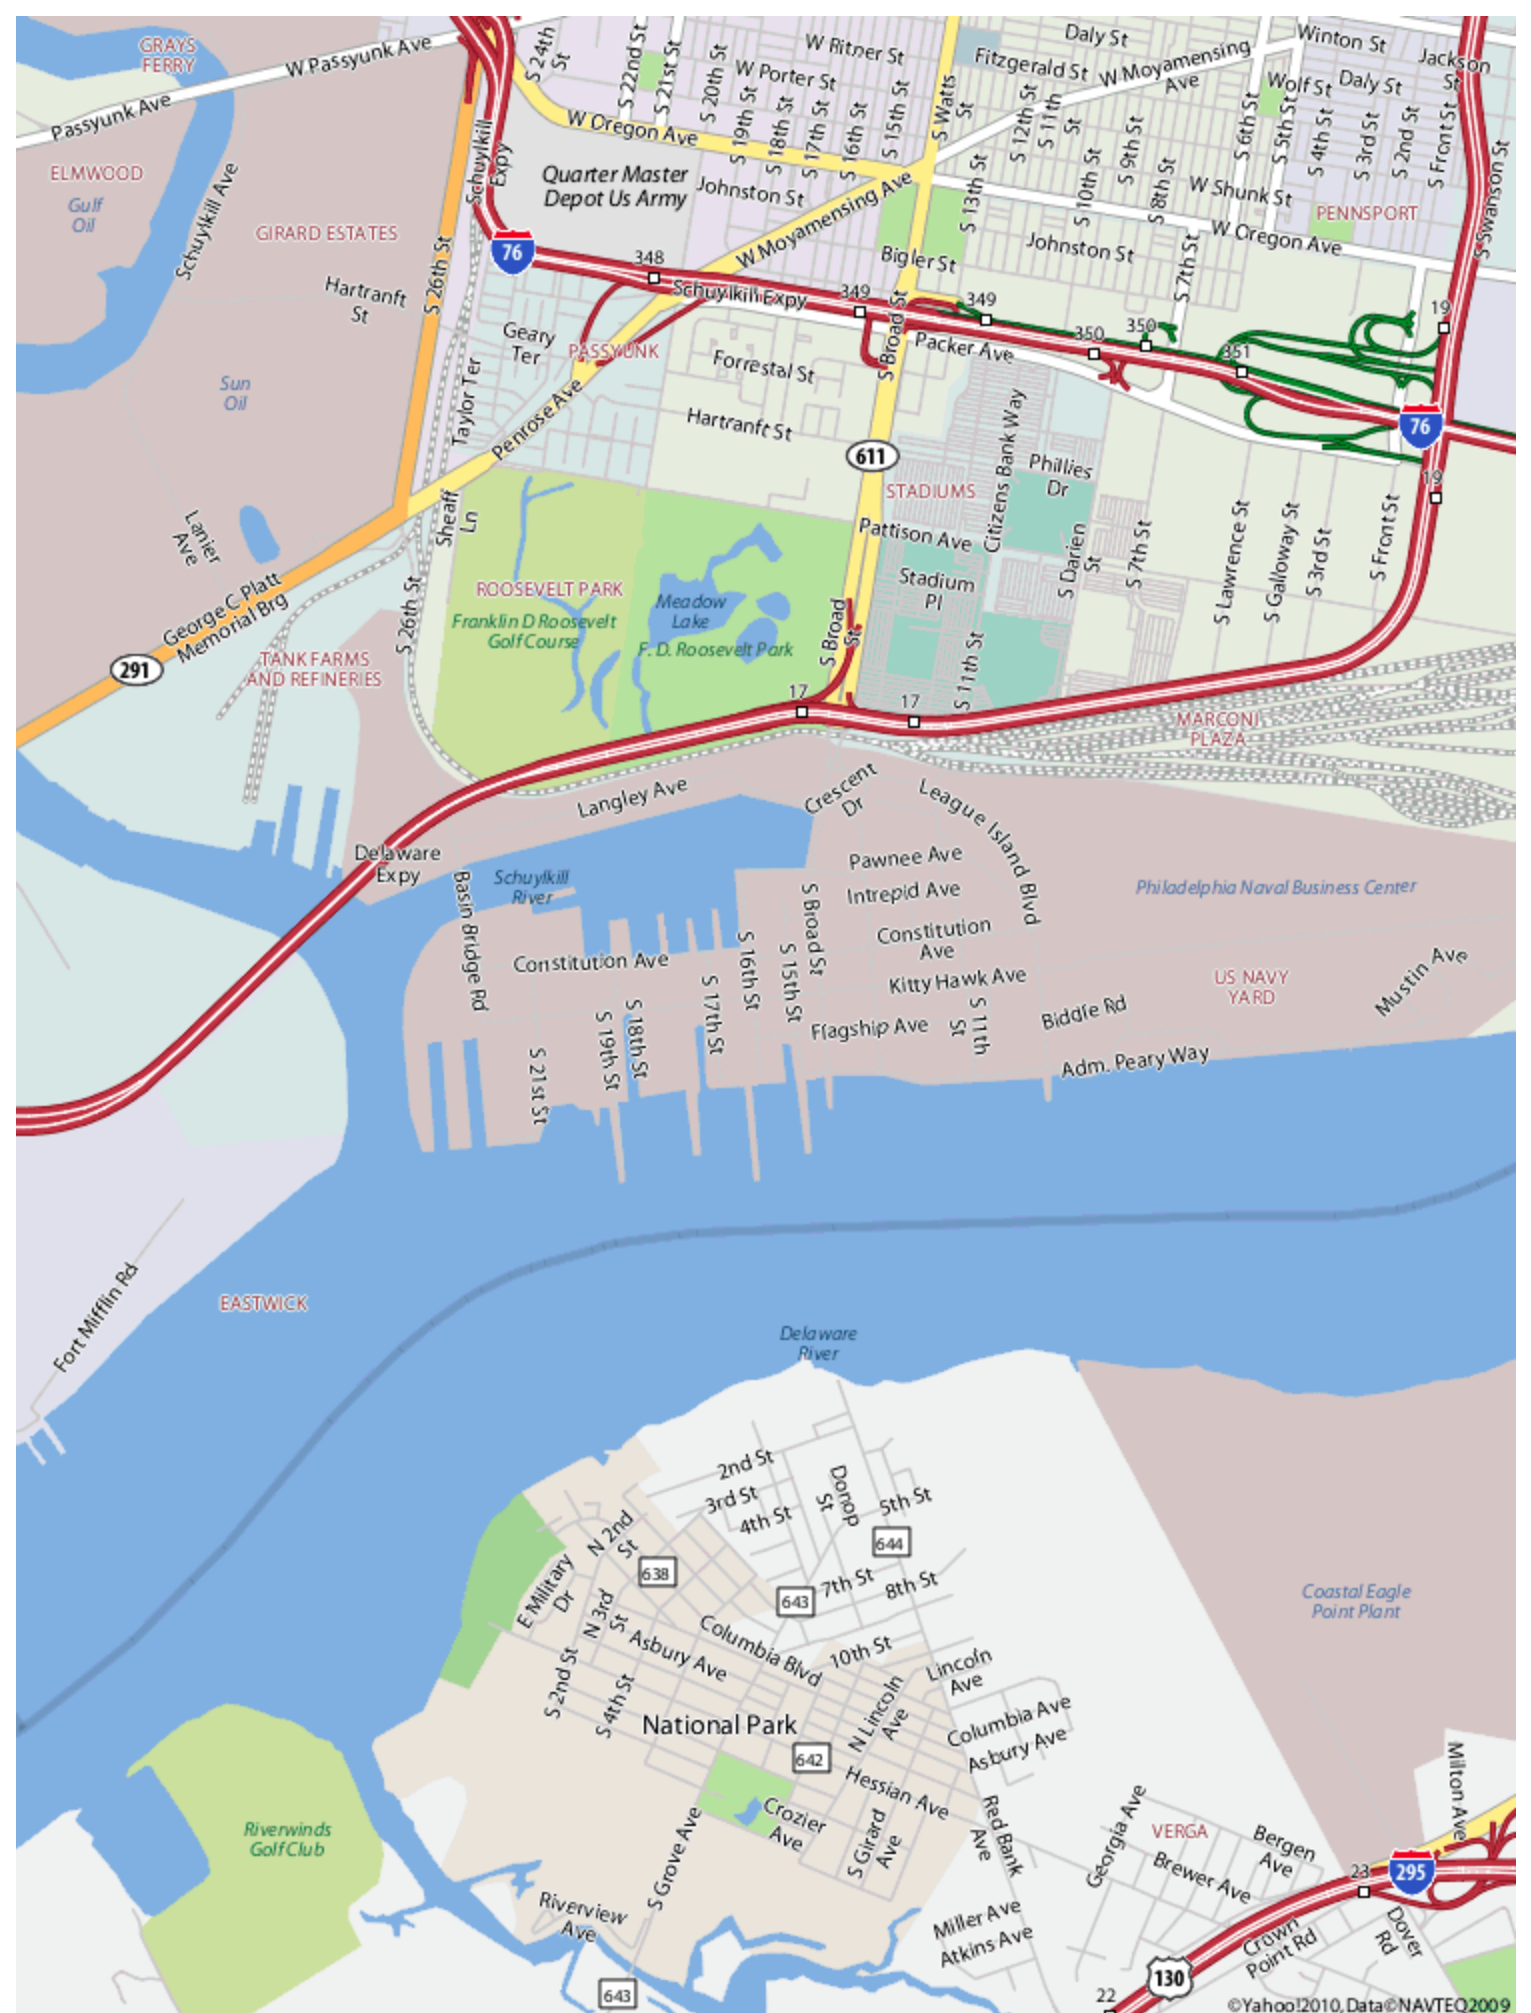 GRAYS
FERRY
W Passyunk Ave
Passyunk Ave
S 24th
St
S 22nd St
S 21st St
S 20th St
W Ritner St
W Porter St
S 19th St
S 18th St
S 17th St
S 16th St
S 15th St
S Watts
St
Daly St
Fitzgerald St
W Moyamensing
Ave
Winton St
Jackson
St
Wolf St
Daly St
S 12th St
S 11th
St
S 6th St
S 5th St
S 4th St
S 3rd St
S 2nd St
S Front St
S Swanson St
W Oregon Ave
Schuylkill
Expy
ELMWOOD
Gulf
Oil
Schuylkill Ave
GIRARD ESTATES
Quarter Master
Depot Us Army
Johnston St
W Moyamensing Ave
S 13th St
S 10th St
S 9th St
S 8th St
W Shunk St
PENNSPORT
W Oregon Ave
Johnston St
Bigler St
S 7th St
76
348
Schuylkill Expy
349
349
350
350
351
19
S 26th St
Hartranft
St
Geary
Ter
PASSYUNK
Forrestal St
S Broad St
Packer Ave
Sun
Oil
Taylor Ter
Penrose Ave
Hartranft St
611
Citizens Bank Way
Phillies
Dr
STADIUMS
76
19
Lanier
Ave
Sheaff
Ln
Pattison Ave
S Darien
St
S 7th St
S Lawrence St
S Galloway St
S 3rd St
S Front St
George C Platt
Memorial Brg
S 26th St
ROOSEVELT PARK
Franklin D Roosevelt
Golf Course
Meadow
Lake
F. D. Roosevelt Park
S Broad
St
Stadium
Pl
S 11th St
291
TANK FARMS
AND REFINERIES
17
17
MARCONI
PLAZA
Langley Ave
Crescent
Dr
League Island Blvd
Delaware
Expy
Schuylkill
River
Basin Bridge Rd
Pawnee Ave
Intrepid Ave
Philadelphia Naval Business Center
S Broad St
Constitution
Ave
Constitution Ave
S 16th St
S 15th St
Kitty Hawk Ave
US NAVY
YARD
Mustin Ave
S 17th St
S 18th St
S 19th St
Flagship Ave
S 11th
St
Biddle Rd
S 21st St
Adm. Peary Way
Fort Mifflin Rd
EASTWICK
Delaware
River
2nd St
3rd St
4th St
Donop
St
5th St
644
N 2nd
St
638
E Military
Dr
643
7th St
8th St
Coastal Eagle
Point Plant
N 3rd
St
Asbury Ave
Columbia Blvd
10th St
Lincoln
Ave
S 2nd St
S 4th St
N Lincoln
Ave
Columbia Ave
Asbury Ave
National Park
642
Hessian Ave
Milton Ave
Crozier
Ave
S Girard
Ave
Red Bank
Ave
Georgia Ave
VERGA
Bergen
Ave
Brewer Ave
Riverwinds
Golf Club
S Grove Ave
23
295
Riverview
Ave
Miller Ave
Atkins Ave
Crown
Point Rd
Dover
Rd
130
643
22
©Yahoo!2010, Data©NAVTEQ2009